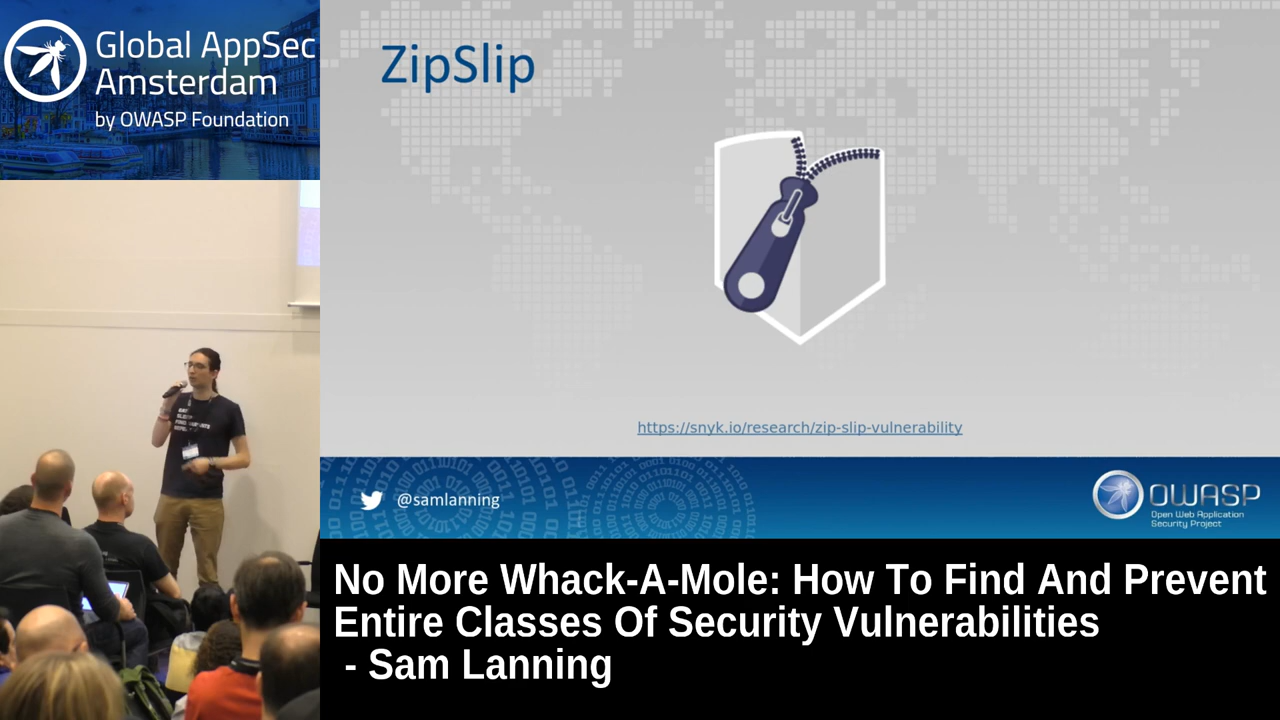 Global AppSec
Amsterdam
by OWASP Foundation
ZipSlip
https://snyk.io/research/zip-slip-vulnerability
@samlanning
OWASP
Open Web Application
Security Project
No More Whack-A-Mole: How To Find And Prevent
Entire Classes Of Security Vulnerabilities
- Sam Lanning